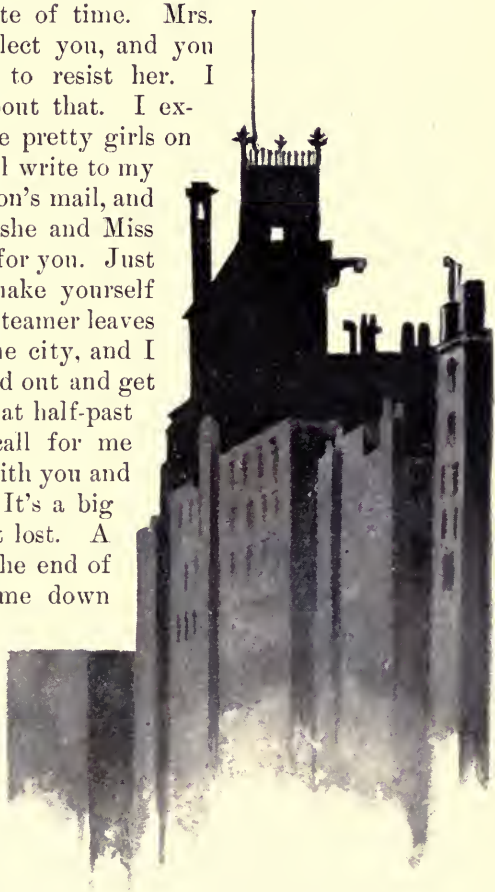 te of time. Mrs.
lect you, and you
to resist her. I
out that. I ex-
e pretty girls on
l write to my
on's mail, and
she and Miss
for you. Just
nake yourself
teamer leaves
ne city, and I
d out and get
at half-past
call for me
ith you and
It's a big
t lost. A
he end of
me down